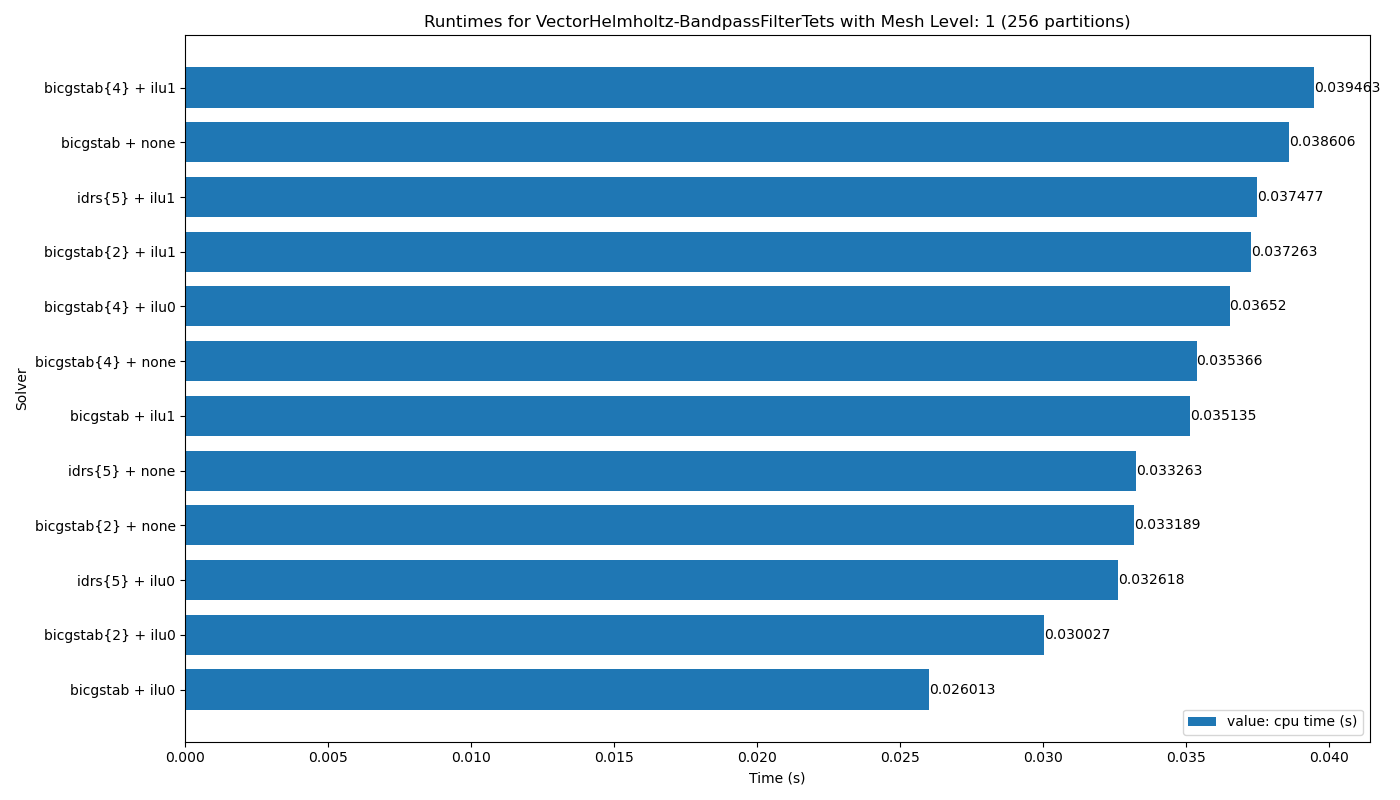 Runtimes for VectorHelmholtz-BandpassFilterTets with Mesh Level: 1 (256 partitions)
bicgstab{4} + ilu1
0.039463
bicgstab + none
0.038606
idrs{5} + ilu1
0.037477
bicgstab{2} + ilu1
0.037263
bicgstab{4} + ilu0
0.03652
bicgstab{4} + none
0.035366
bicgstab + ilu1
0.035135
idrs{5} + none
0.033263
bicgstab{2} + none
0.033189
idrs{5} + ilu0
0.032618
bicgstab{2} + ilu0
0.030027
bicgstab + ilu0
0.026013
Solver
value: cpu time (s)
0.000 0.005 0.010 0.015 0.020 0.025 0.030 0.035 0.040
Time (s)